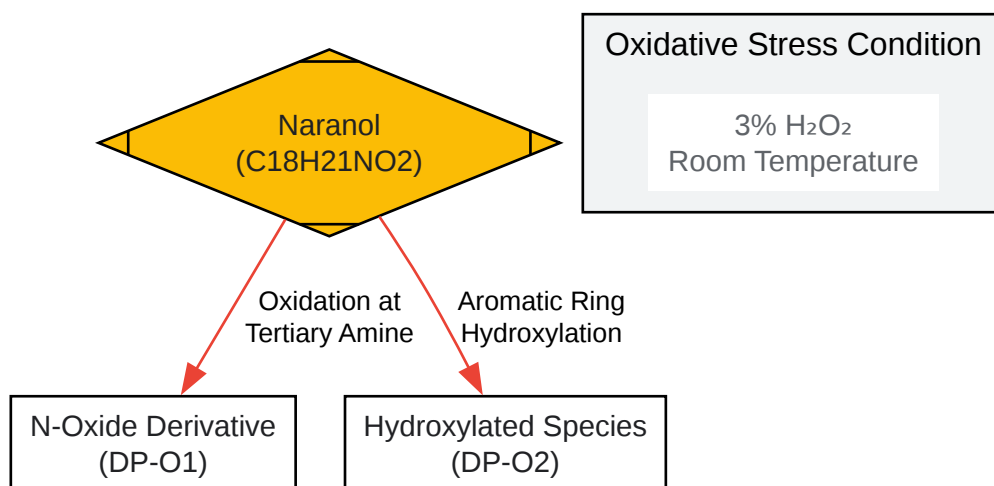 Oxidative Stress Condition
3% H₂O₂
Room Temperature
Naranol
(C18H21NO2)
Oxidation at
Tertiary Amine
Aromatic Ring
Hydroxylation
N-Oxide Derivative
(DP-O1)
Hydroxylated Species
(DP-O2)